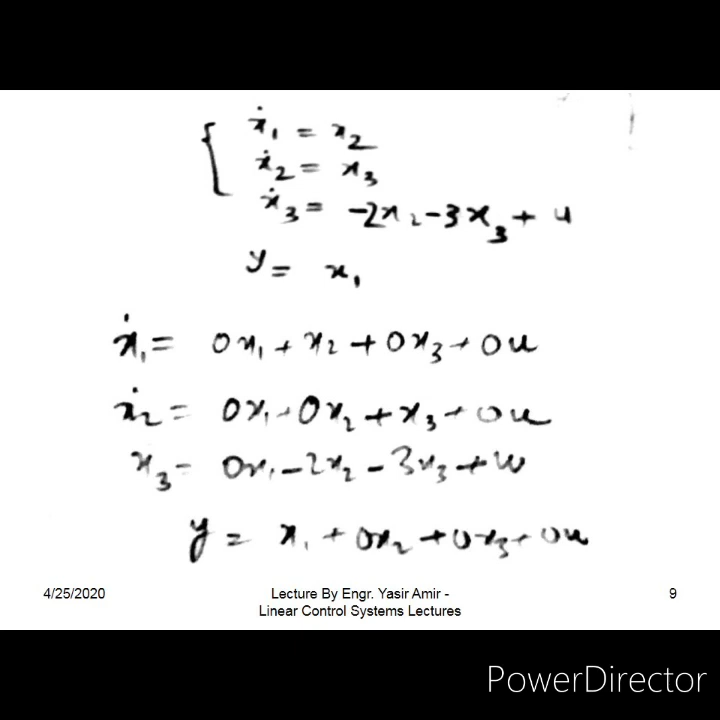 ẋ₁ = x₂
ẋ₂ = x₃
ẋ₃ = -2x₂-3x₃ + u
y = x₁
ẋ₁ = 0x₁ + x₂ + 0x₃ + 0u
ẋ₂ = 0x₁ + 0x₂ + x₃ + 0u
x₃ = 0x₁ - 2x₂ - 3x₃ + u
y = x₁ + 0x₂ + 0x₃ + 0u
4/25/2020
Lecture By Engr. Yasir Amir -
Linear Control Systems Lectures
9
PowerDirector